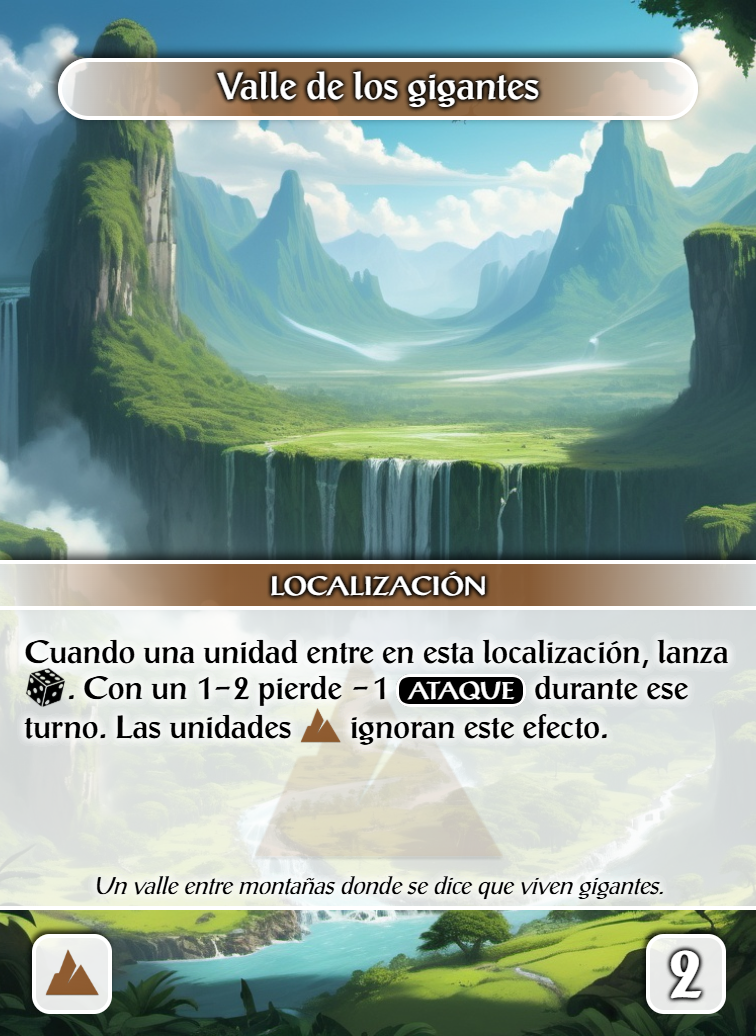 Valle de los gigantes
LOCALIZACIÓN
Cuando una unidad entre en esta localización, lanza
. Con un 1-2 pierde -1 ATAQUE durante ese
turno. Las unidades ignoran este efecto.
Un valle entre montañas donde se dice que viven gigantes.
2